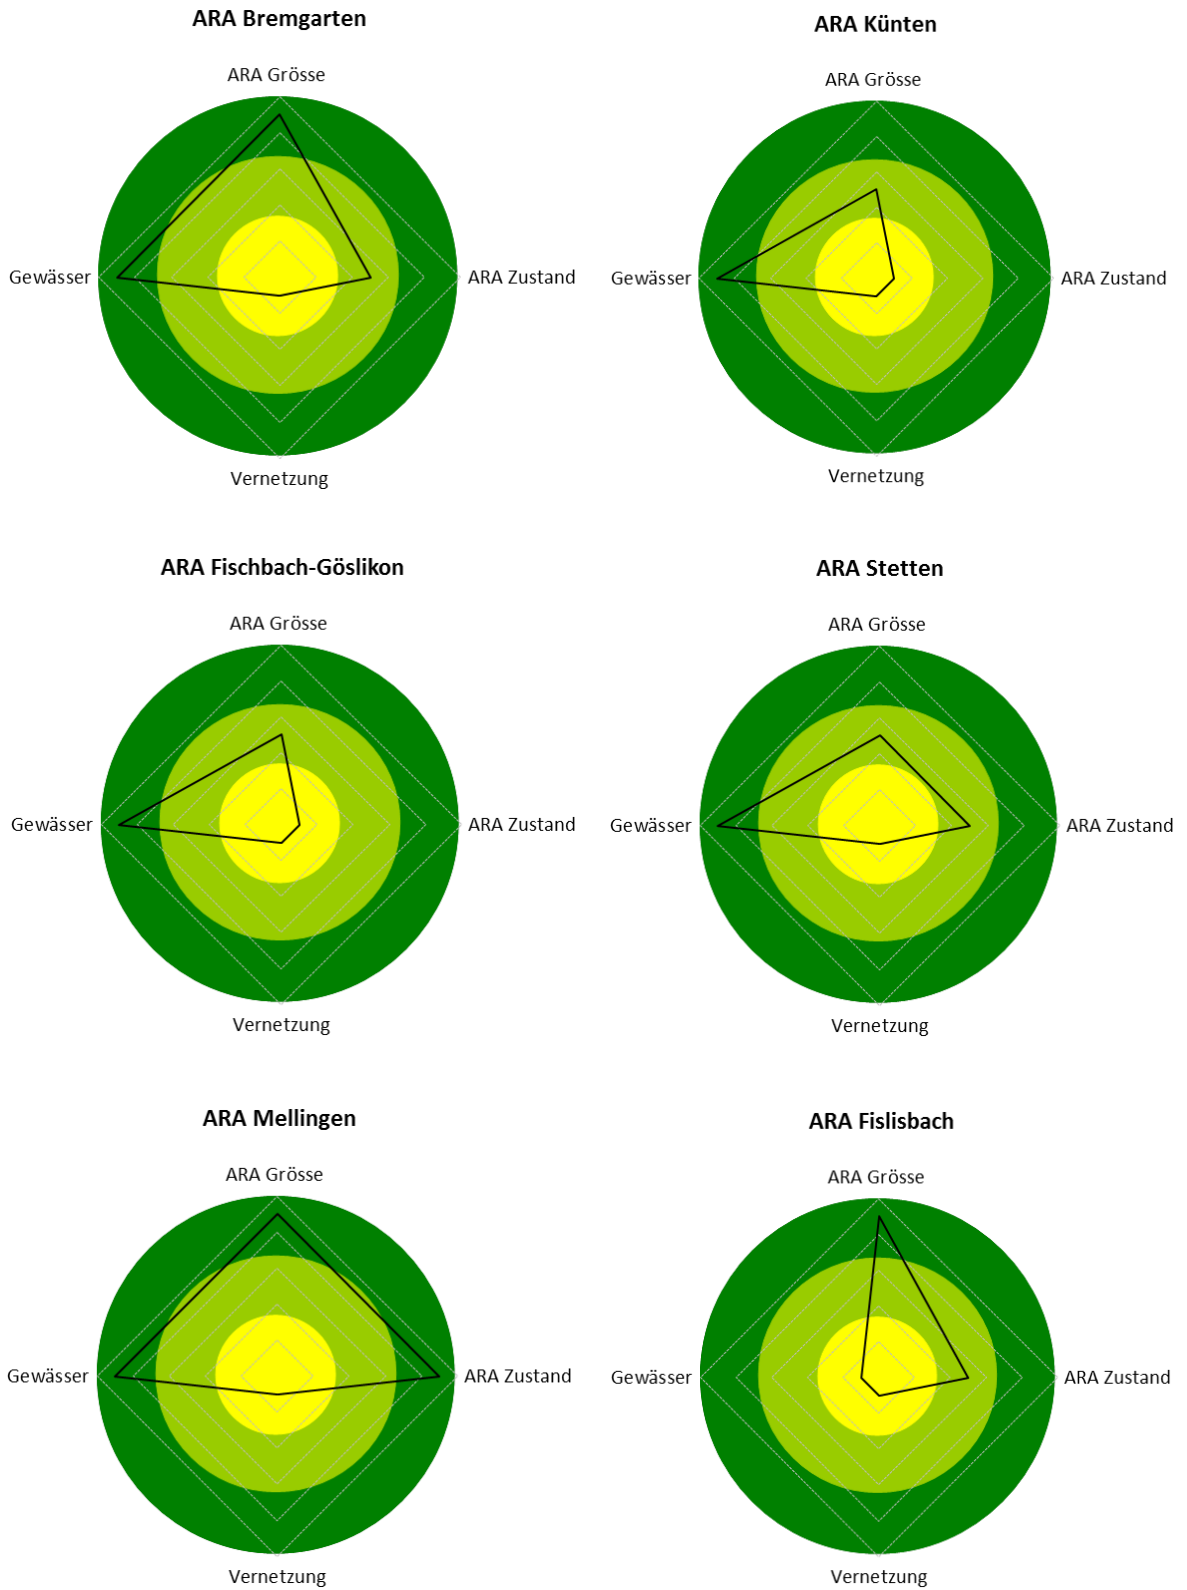 ARA Bremgarten
ARA Grösse
Gewässer
ARA Zustand
Vernetzung
ARA Künten
ARA Grösse
Gewässer
ARA Zustand
Vernetzung
ARA Fischbach-Göslikon
ARA Grösse
Gewässer
ARA Zustand
Vernetzung
ARA Stetten
ARA Grösse
Gewässer
ARA Zustand
Vernetzung
ARA Mellingen
ARA Grösse
Gewässer
ARA Zustand
Vernetzung
ARA Fislisbach
ARA Grösse
Gewässer
ARA Zustand
Vernetzung